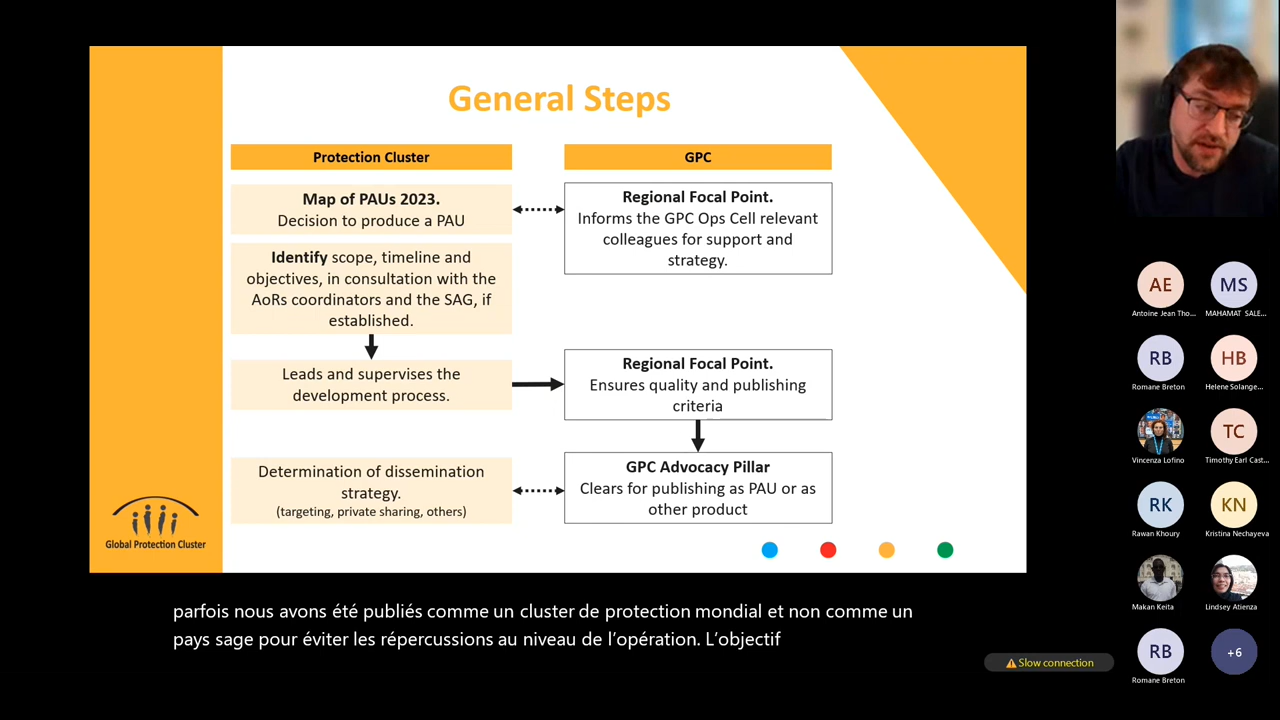 General Steps
Protection Cluster
GPC
Map of PAUs 2023.
Decision to produce a PAU
Regional Focal Point.
Informs the GPC Ops Cell relevant
colleagues for support and
strategy.
Identify scope, timeline and
objectives, in consultation with the
AoRs coordinators and the SAG, if
established.
Leads and supervises the
development process.
Regional Focal Point.
Ensures quality and publishing
criteria
Determination of dissemination
strategy.
(targeting, private sharing, others)
GPC Advocacy Pillar
Clears for publishing as PAU or as
other product
Global Protection Cluster
parfois nous avons été publiés comme un cluster de protection mondial et non comme un
pays sage pour éviter les répercussions au niveau de l'opération. L'objectif
Slow connection
AE
Antoine Jean Tho...
MS
MAHAMAT SALE...
RB
Romane Breton
HB
Helene Solange...
Vincenza Lofino
TC
Timothy Earl Cast...
RK
Rawan Khoury
KN
Kristina Nechayeva
Makan Keita
Lindsey Atienza
RB
Romane Breton
+6